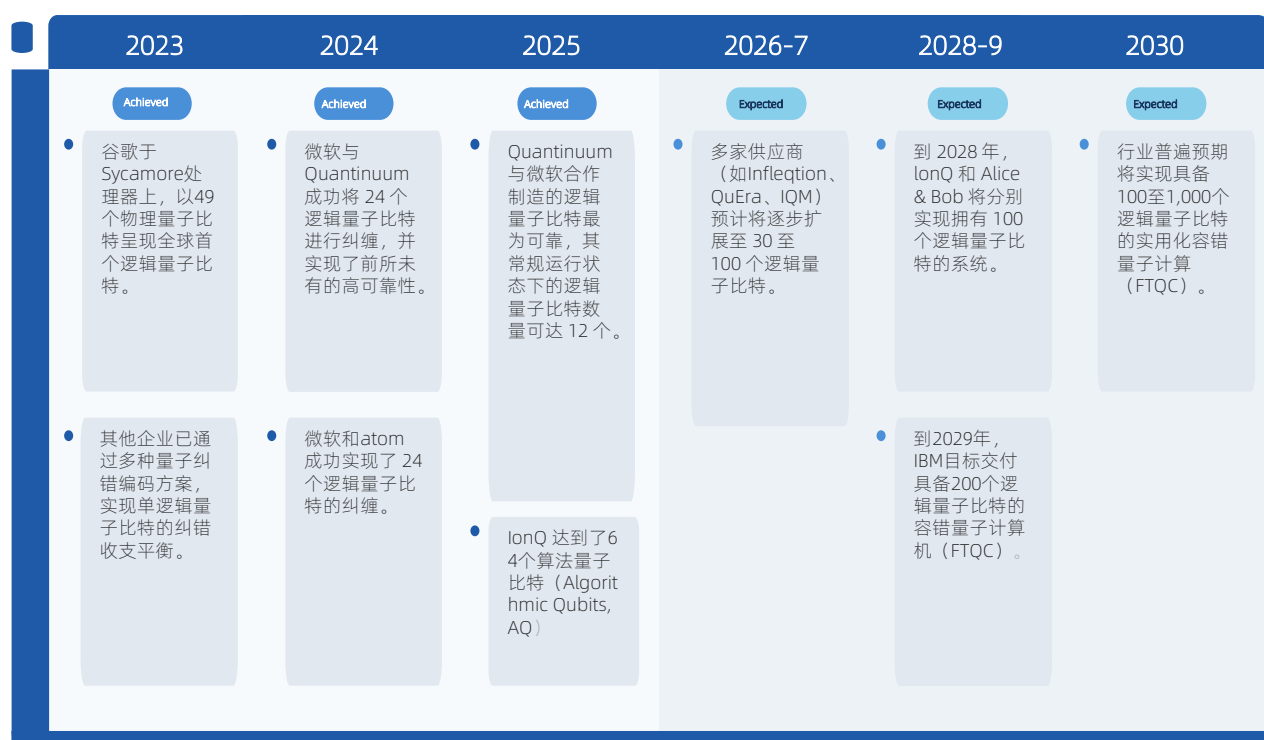 2023
2024
2025
2026-7
2028-9
2030
Achieved
Achieved
Achieved
Expected
Expected
Expected
谷歌于
Sycamore处
理器上，以49
个物理量子比
特呈现全球首
个逻辑量子比
特。
其他企业已通
过多种量子纠
错编码方案，
实现单逻辑量
子比特的纠错
收支平衡。
微软与
Quantinuum
成功将 24 个
逻辑量子比特
进行纠缠，并
实现了前所未
有的高可靠性。
微软和atom
成功实现了 24
个逻辑量子比
特的纠缠。
Quantinuum
与微软合作
制造的逻辑
量子比特最
为可靠，其
常规运行状
态下的逻辑
量子比特数
量可达 12 个。
IonQ 达到了6
4个算法量子
比特（Algorit
hmic Qubits,
AQ）
多家供应商
（如Infleqtion、
QuEra、IQM）
预计将逐步扩
展至 30 至
100 个逻辑量
子比特。
到 2028 年，
lonQ 和 Alice
& Bob 将分别
实现拥有 100
个逻辑量子比
特的系统。
到2029年，
IBM目标交付
具备200个逻
辑量子比特的
容错量子计算
机（FTQC）。
行业普遍预期
将实现具备
100至1,000个
逻辑量子比特
的实用化容错
量子计算
（FTQC）。